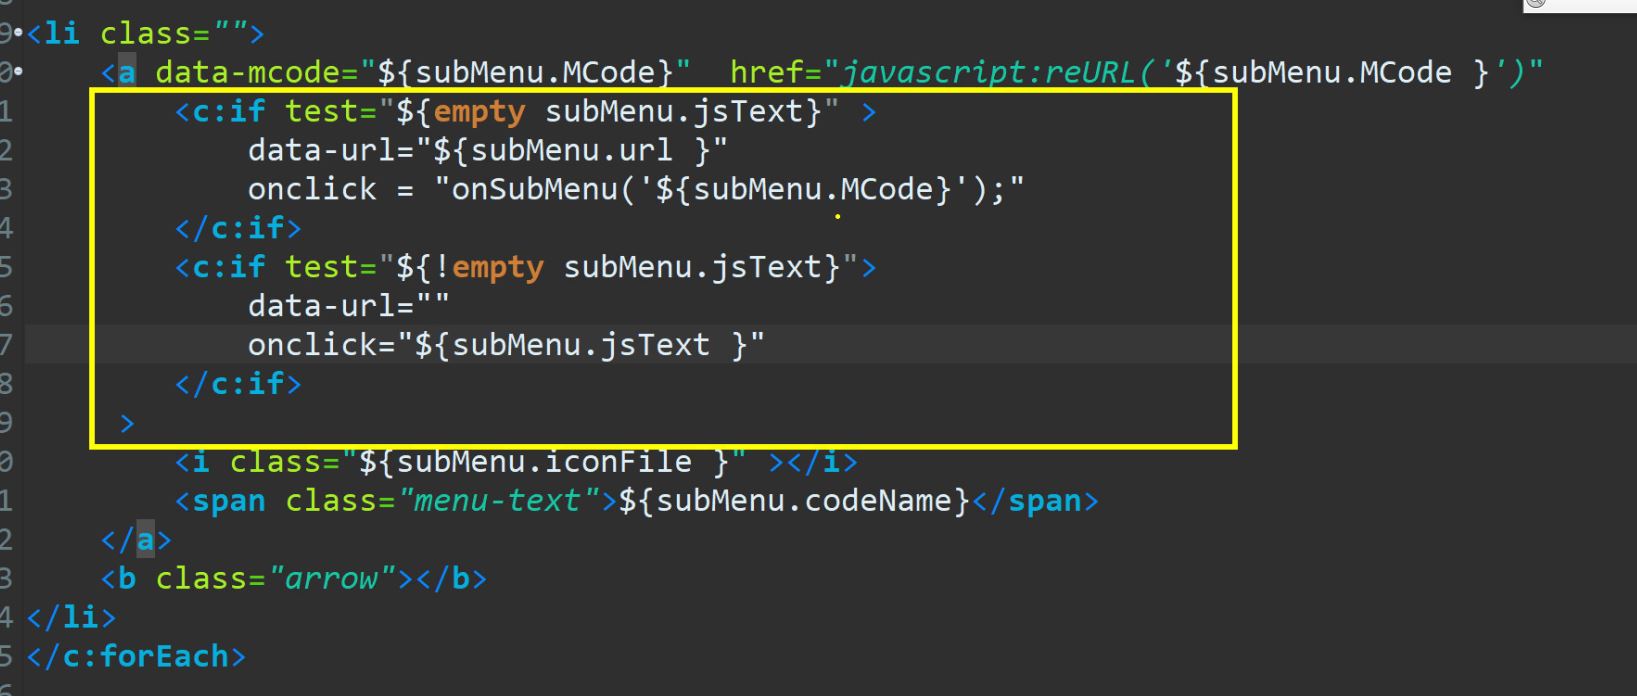 9 <li class="">
0 <a data-mcode="${subMenu.MCode}"  href="javascript:reURL('${subMenu.MCode }')"
1 <c:if test="${empty subMenu.jsText}" >
2 data-url="${subMenu.url }"
3 onclick = "onSubMenu('${subMenu.MCode}');"
4 </c:if>
5 <c:if test="${!empty subMenu.jsText}">
6 data-url=""
7 onclick="${subMenu.jsText }"
8 </c:if>
9 >
0 <i class="${subMenu.iconFile }" ></i>
1 <span class="menu-text">${subMenu.codeName}</span>
2 </a>
3 <b class="arrow"></b>
4 </li>
5 </c:forEach>